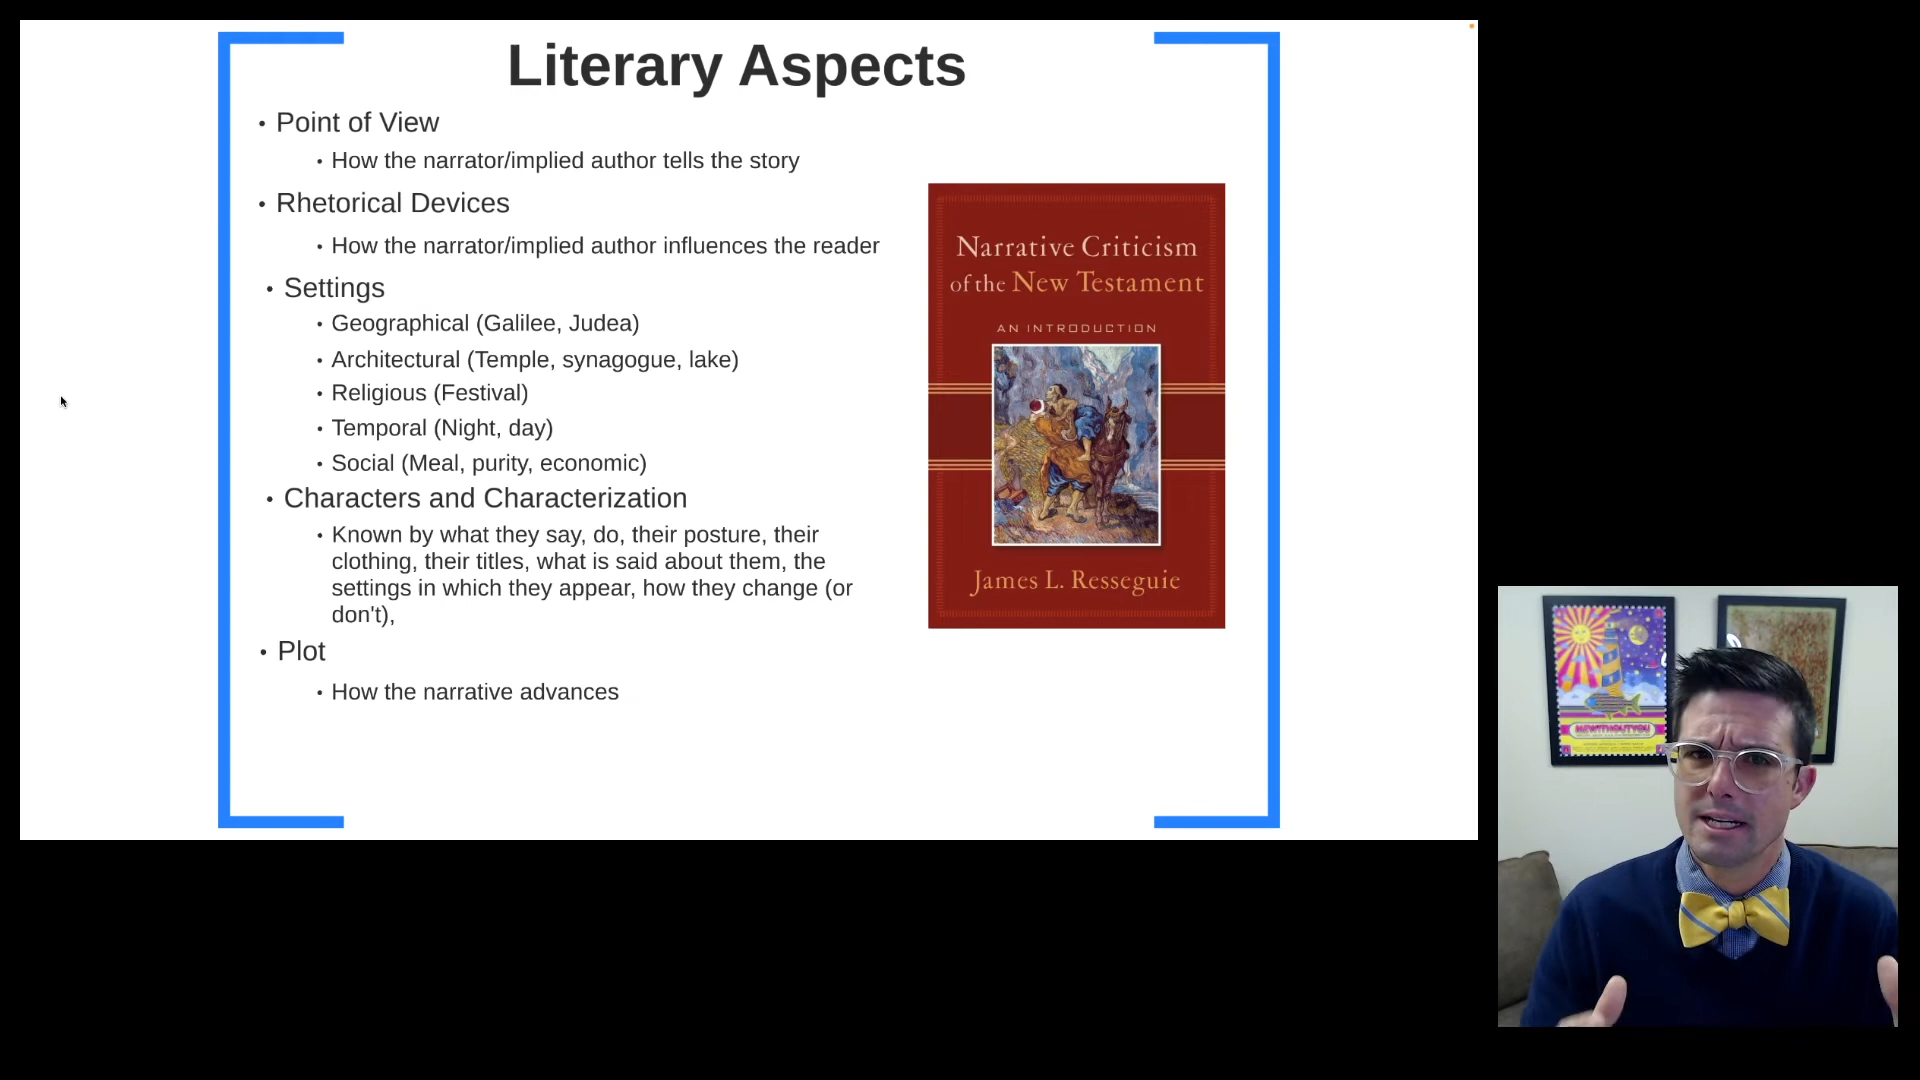 Literary Aspects
• Point of View
• How the narrator/implied author tells the story
• Rhetorical Devices
• How the narrator/implied author influences the reader
• Settings
• Geographical (Galilee, Judea)
• Architectural (Temple, synagogue, lake)
• Religious (Festival)
• Temporal (Night, day)
• Social (Meal, purity, economic)
• Characters and Characterization
• Known by what they say, do, their posture, their
clothing, their titles, what is said about them, the
settings in which they appear, how they change (or
don't),
• Plot
• How the narrative advances
Narrative Criticism
of the New Testament
AN INTRODUCTION
James L. Resseguie
MEWITHOUTYOU